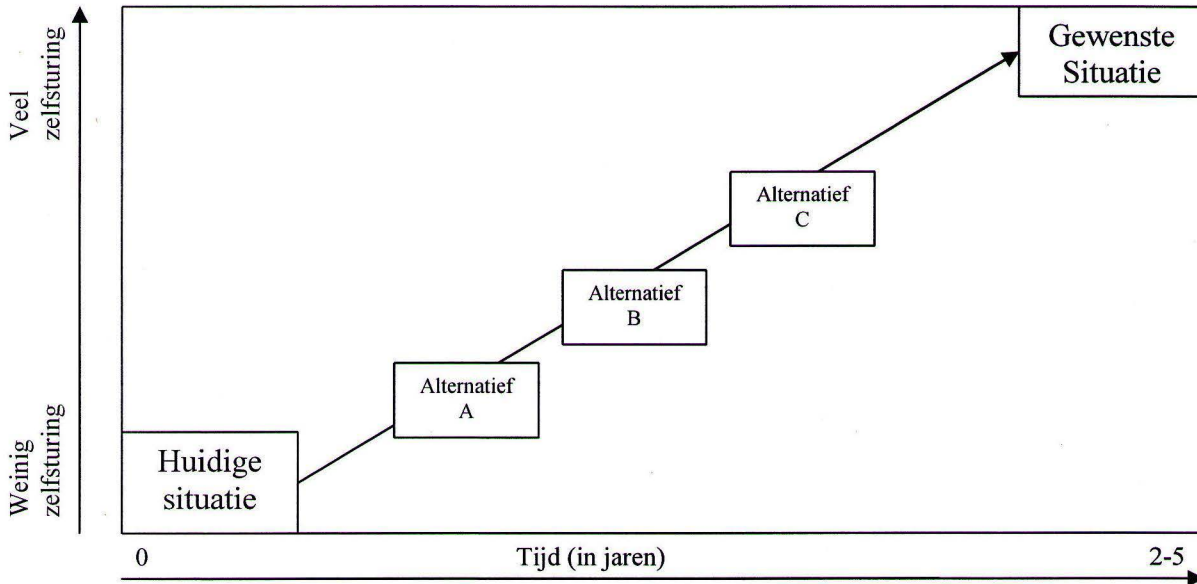 Veel
zelfsturing
Weinig
zelfsturing
Gewenste
Situatie
Alternatief
C
Alternatief
B
Alternatief
A
Huidige
situatie
0 Tijd (in jaren) 2-5